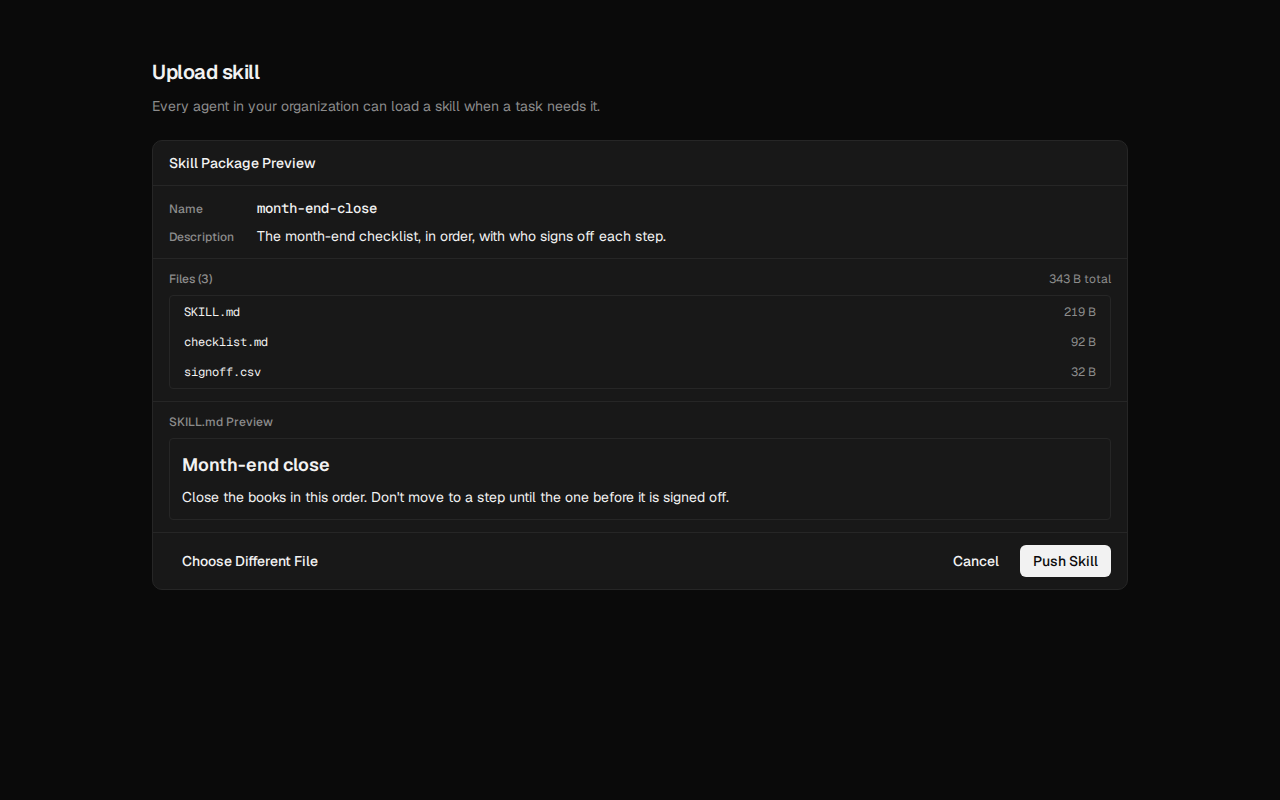 Upload skill
Every agent in your organization can load a skill when a task needs it.
Skill Package Preview
Name month-end-close
Description The month-end checklist, in order, with who signs off each step.
Files (3) 343 B total
SKILL.md 219 B
checklist.md 92 B
signoff.csv 32 B
SKILL.md Preview
Month-end close
Close the books in this order. Don't move to a step until the one before it is signed off.
Choose Different File Cancel Push Skill